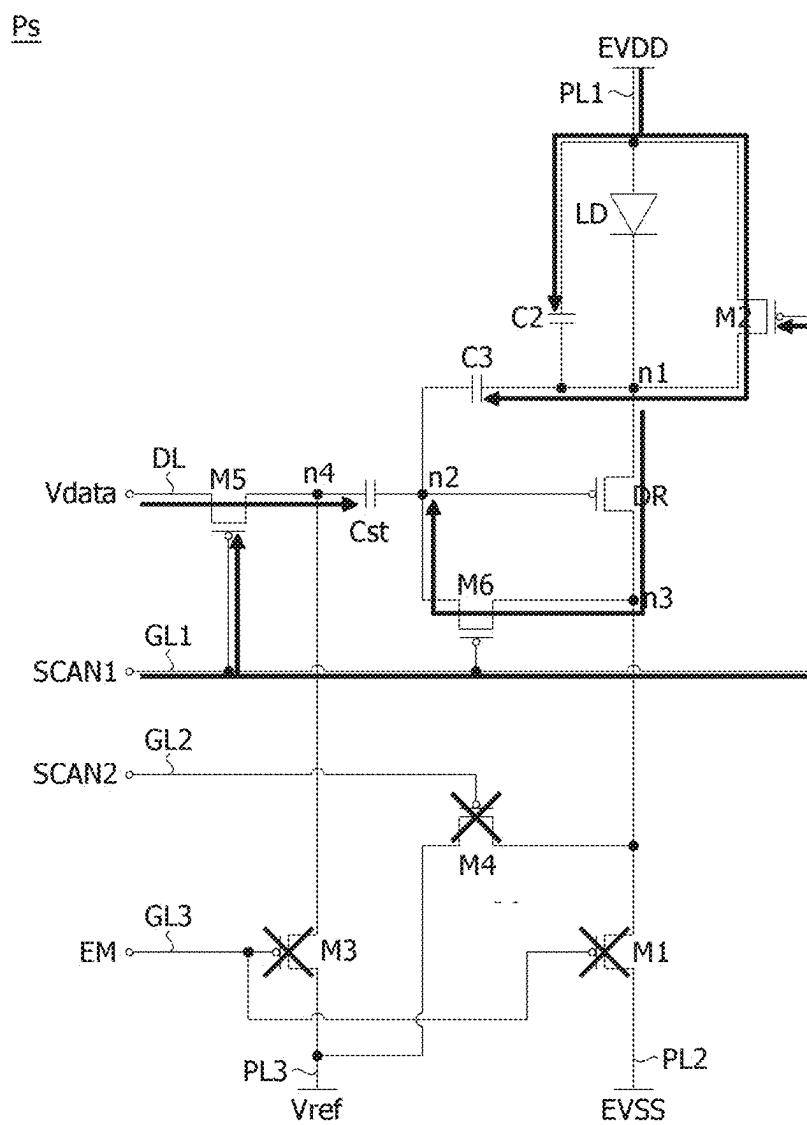 Ps
EVDD
PL1
LD
C2
M2
C3
n1
DL
M5
n4
n2
Vdata
DR
Cst
M6
n3
GL1
SCAN1
GL2
SCAN2
M4
GL3
EM
M3
M1
PL3
PL2
Vref
EVSS